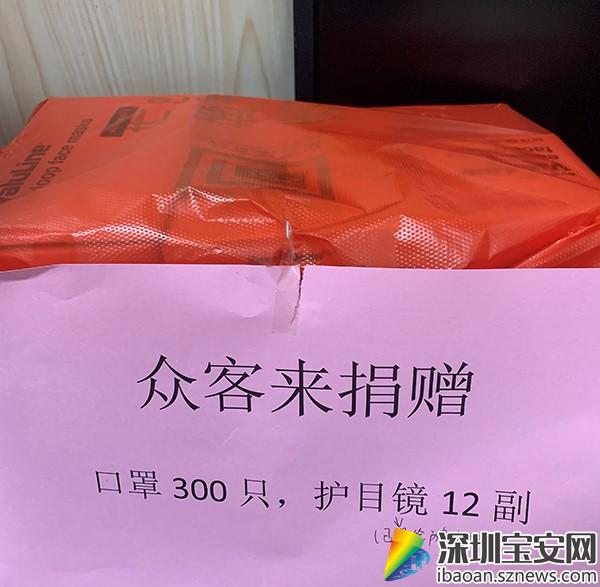 valuLine
loop face masks
众客来捐赠
口罩 300 只，护目镜 12 副
深圳宝安网
ibaoan.sznews.com